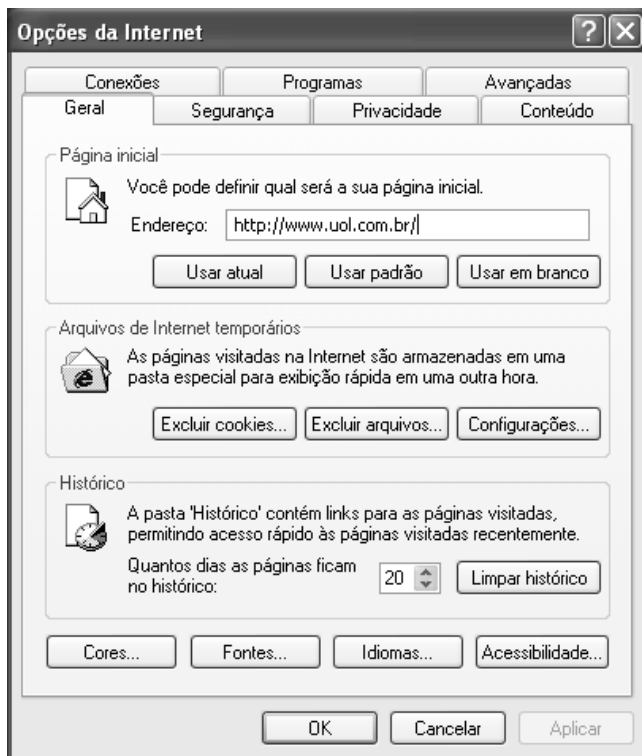 Opções da Internet
Conexões
Programas
Avançadas
Geral
Segurança
Privacidade
Conteúdo
Página inicial
Você pode definir qual será a sua página inicial.
Endereço: http://www.uol.com.br/
Usar atual
Usar padrão
Usar em branco
Arquivos de Internet temporários
As páginas visitadas na Internet são armazenadas em uma
pasta especial para exibição rápida em uma outra hora.
Excluir cookies...
Excluir arquivos...
Configurações...
Histórico
A pasta 'Histórico' contém links para as páginas visitadas,
permitindo acesso rápido às páginas visitadas recentemente.
Quantos dias as páginas ficam
no histórico:
20
Limpar histórico
Cores...
Fontes...
Idiomas...
Acessibilidade...
OK
Cancelar
Aplicar